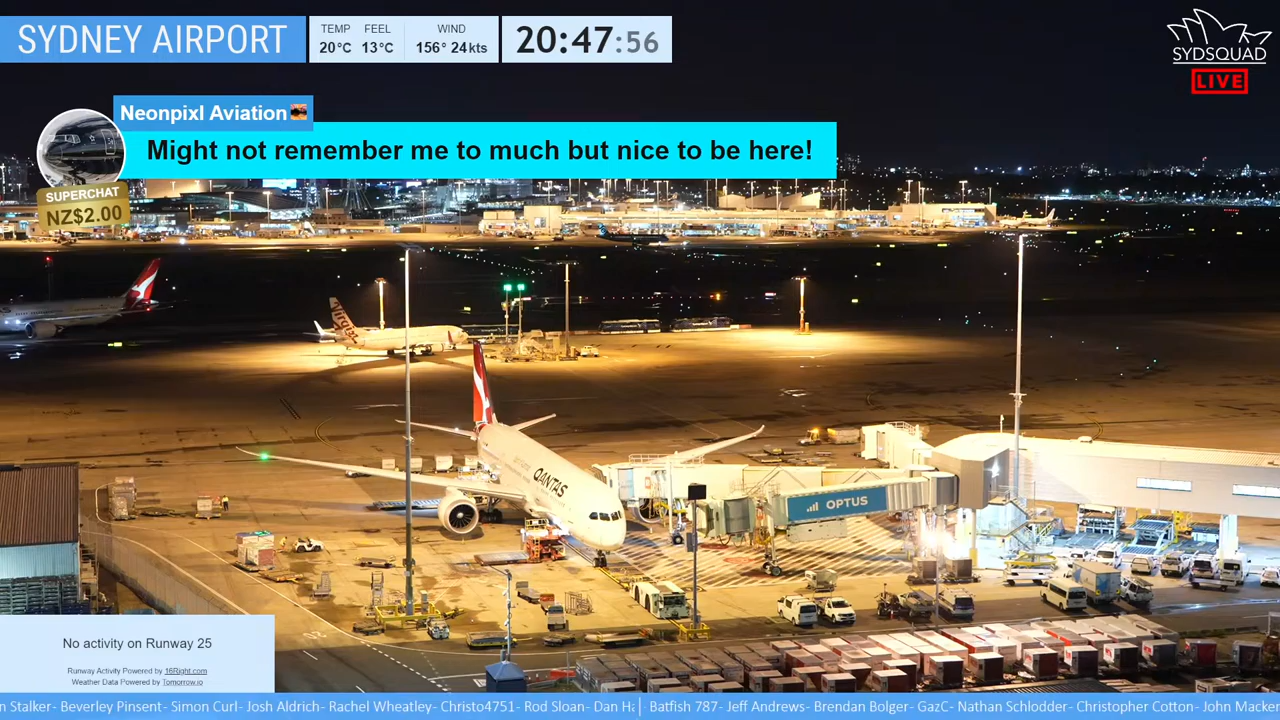 SYDNEY AIRPORT
TEMP FEEL WIND
20°C 13°C 156° 24kts
20:47:56
SYDSQUAD
LIVE
Neonpixl Aviation
Might not remember me to much but nice to be here!
SUPERCHAT
NZ$2.00
Virgin
QANTAS
OPTUS
No activity on Runway 25
Runway Activity Powered by 16Right.com
Weather Data Powered by Tomorrow.io
n Stalker- Beverley Pinsent- Simon Curl- Josh Aldrich- Rachel Wheatley- Christo4751- Rod Sloan- Dan Ha| Batfish 787- Jeff Andrews- Brendan Bolger- GazC- Nathan Schlodder- Christopher Cotton- John Macken